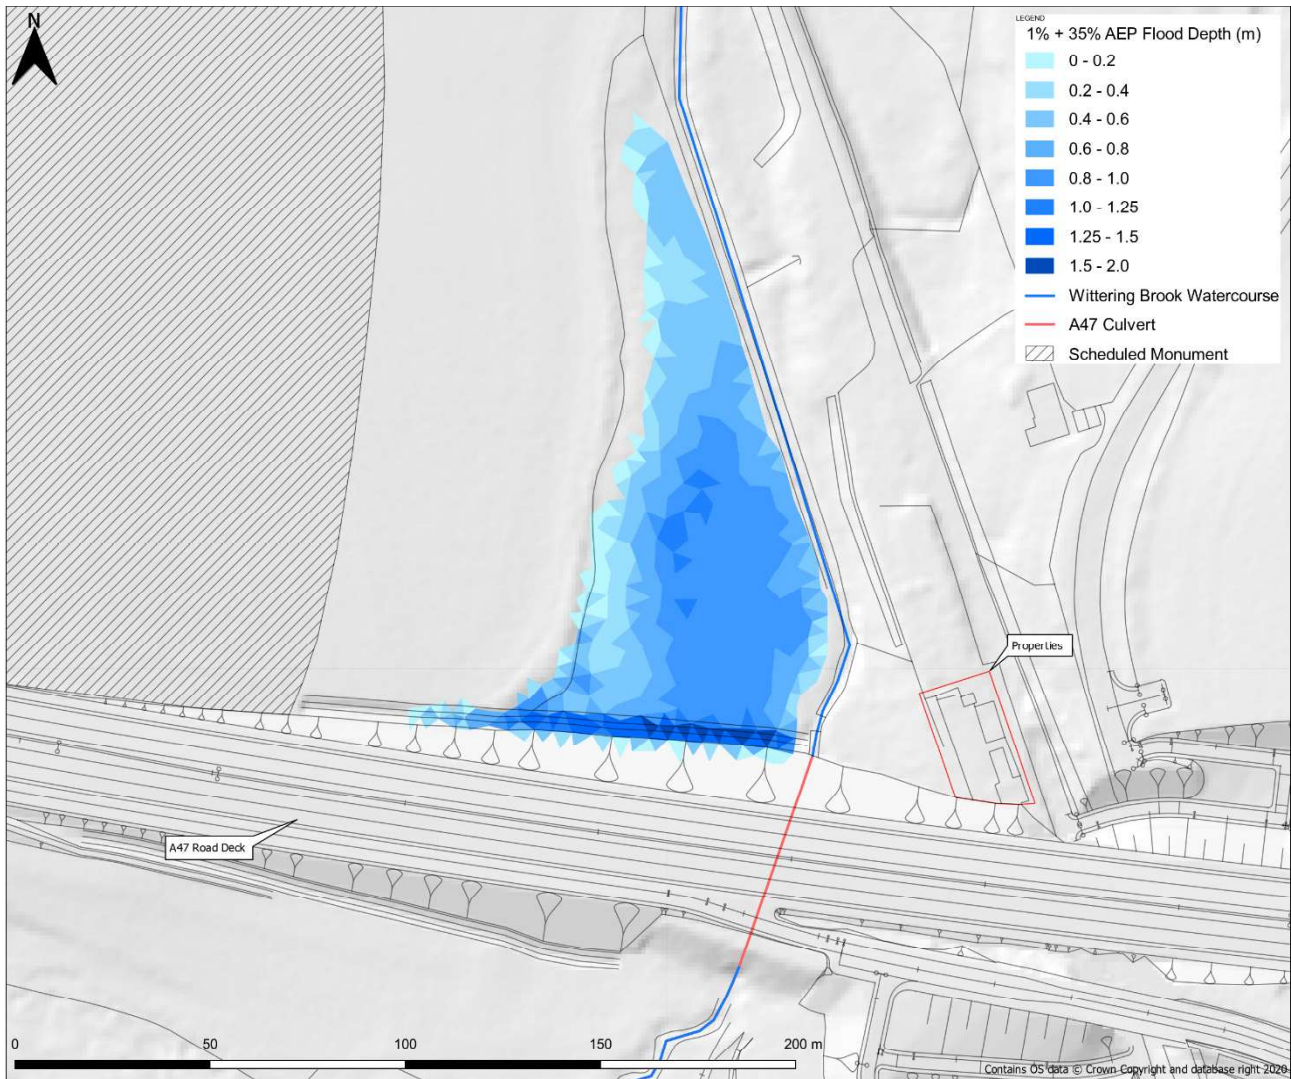 N
LEGEND
1% + 35% AEP Flood Depth (m)
0 - 0.2
0.2 - 0.4
0.4 - 0.6
0.6 - 0.8
0.8 - 1.0
1.0 - 1.25
1.25 - 1.5
1.5 - 2.0
Wittering Brook Watercourse
A47 Culvert
Scheduled Monument
Properties
A47 Road Deck
0 50 100 150 200 m
Contains OS data © Crown Copyright and database right 2020